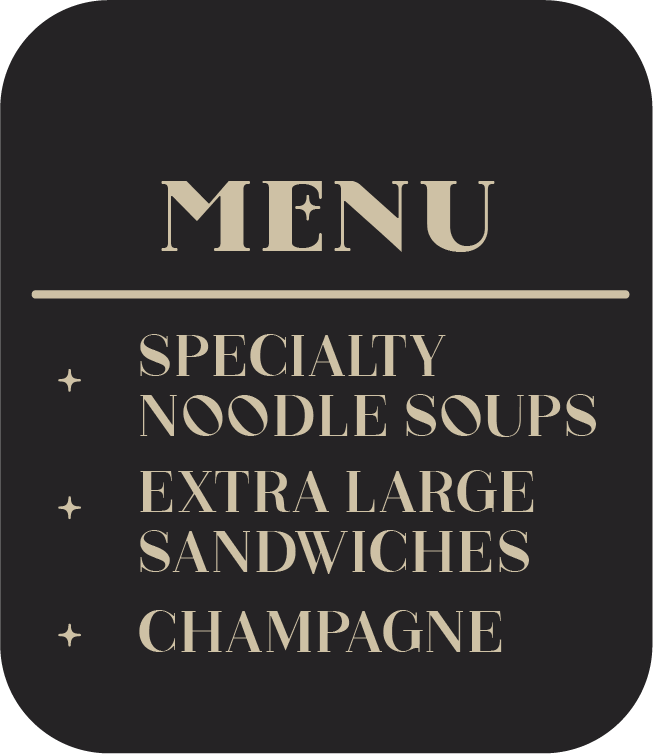 MENU
SPECIALTY
NOODLE SOUPS
EXTRA LARGE
SANDWICHES
CHAMPAGNE